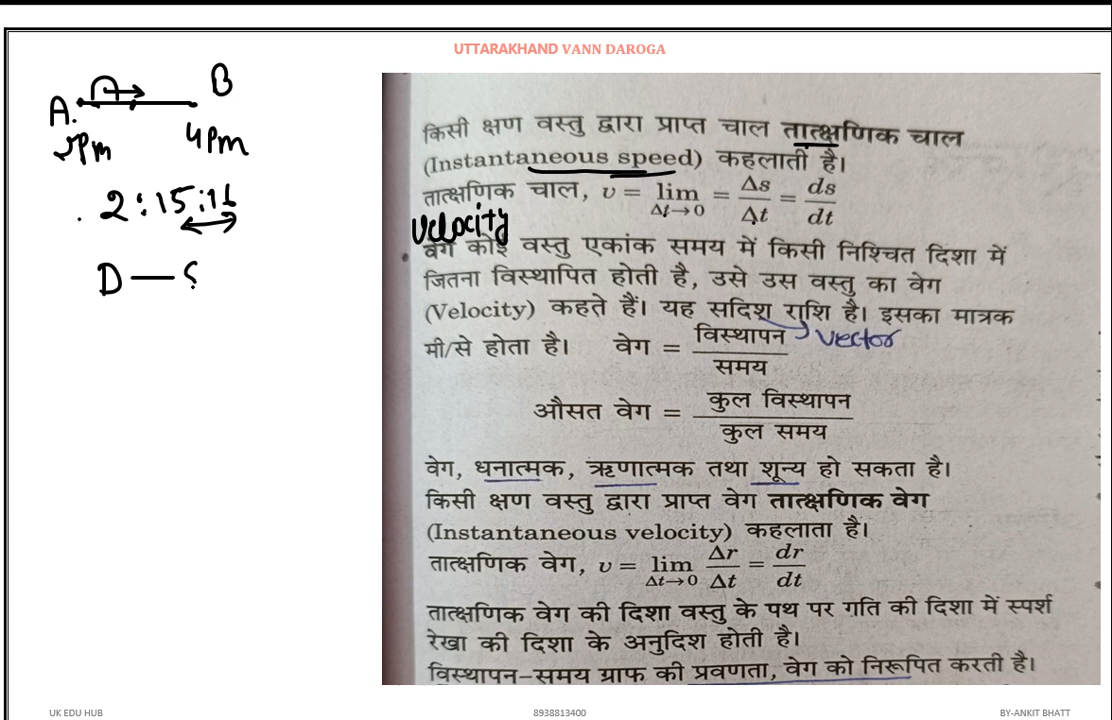 UTTARAKHAND VANN DAROGA
A.
B
2Pm
4Pm
2:15:16
D — ?
किसी क्षण वस्तु द्वारा प्राप्त चाल तात्क्षणिक चाल
(Instantaneous speed) कहलाती है।
तात्क्षणिक चाल, v = lim Δt→0 = Δs/Δt = ds/dt
Velocity
वेग कोई वस्तु एकांक समय में किसी निश्चित दिशा में
जितना विस्थापित होती है, उसे उस वस्तु का वेग
(Velocity) कहते हैं। यह सदिश राशि है। इसका मात्रक
मी/से होता है। वेग = विस्थापन/समय
vector
औसत वेग = कुल विस्थापन/कुल समय
वेग, धनात्मक, ऋणात्मक तथा शून्य हो सकता है।
किसी क्षण वस्तु द्वारा प्राप्त वेग तात्क्षणिक वेग
(Instantaneous velocity) कहलाता है।
तात्क्षणिक वेग, v = lim Δt→0 Δr/Δt = dr/dt
तात्क्षणिक वेग की दिशा वस्तु के पथ पर गति की दिशा में स्पर्श
रेखा की दिशा के अनुदिश होती है।
विस्थापन-समय ग्राफ की प्रवणता, वेग को निरूपित करती है।
UK EDU HUB
8938813400
BY-ANKIT BHATT